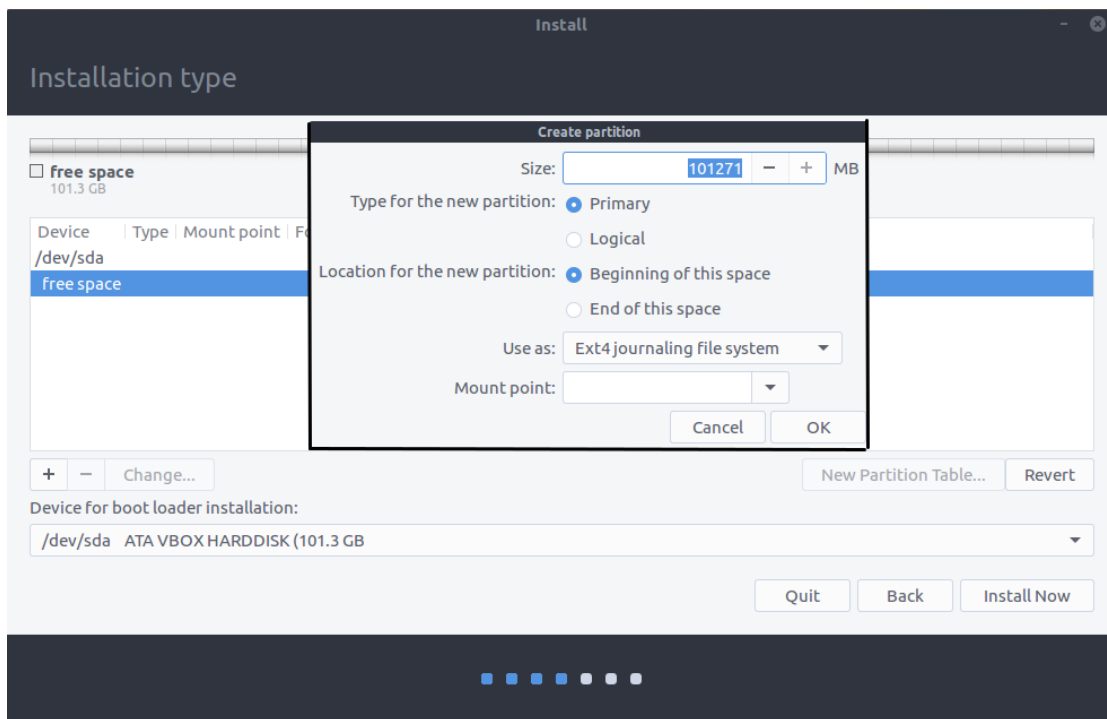 Install
Installation type
Create partition
Size: 101271 − + MB
free space
101.3 GB
Type for the new partition: Primary
Logical
Device Type Mount point Fo
/dev/sda
free space
Location for the new partition: Beginning of this space
End of this space
Use as: Ext4 journaling file system
Mount point:
Cancel OK
+ − Change... New Partition Table... Revert
Device for boot loader installation:
/dev/sda ATA VBOX HARDDISK (101.3 GB
Quit Back Install Now